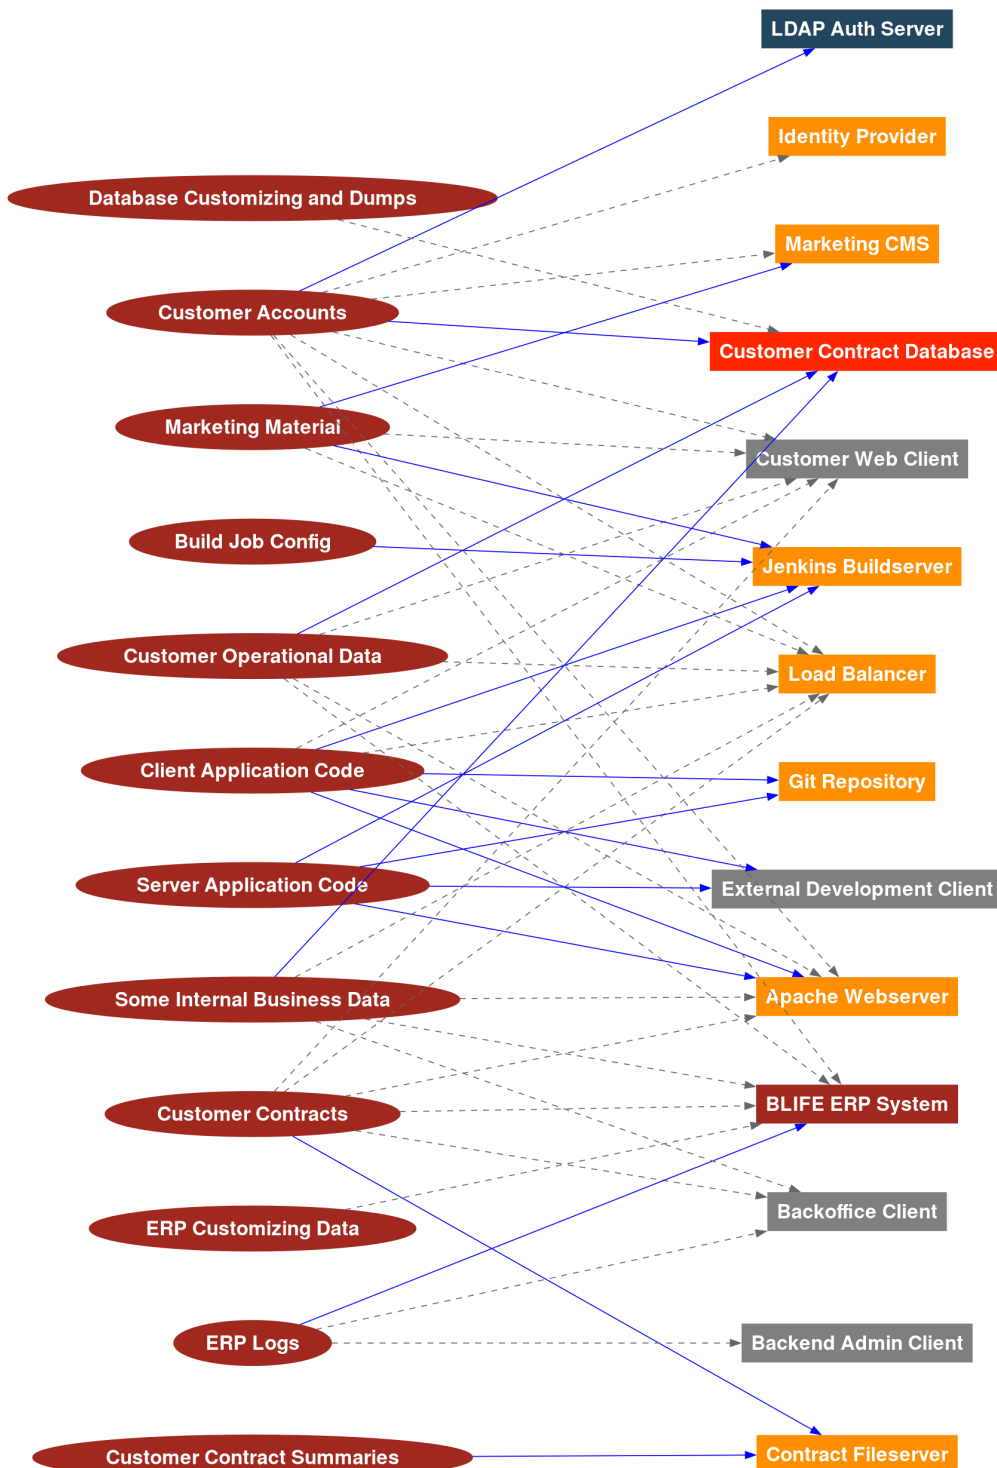 LDAP Auth Server
Identity Provider
Database Customizing and Dumps
Marketing CMS
Customer Accounts
Customer Contract Database
Marketing Material
Customer Web Client
Build Job Config
Jenkins Buildserver
Customer Operational Data
Load Balancer
Client Application Code
Git Repository
Server Application Code
External Development Client
Some Internal Business Data
Apache Webserver
Customer Contracts
BLIFE ERP System
ERP Customizing Data
Backoffice Client
ERP Logs
Backend Admin Client
Customer Contract Summaries
Contract Fileserver